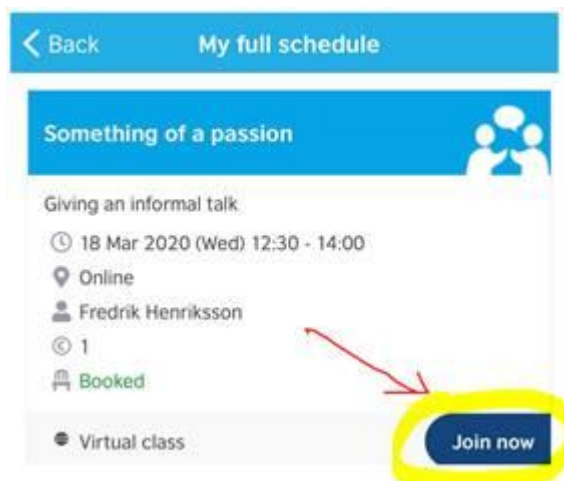 Back My full schedule
Something of a passion
Giving an informal talk
18 Mar 2020 (Wed) 12:30 - 14:00
Online
Fredrik Henriksson
1
Booked
Virtual class Join now